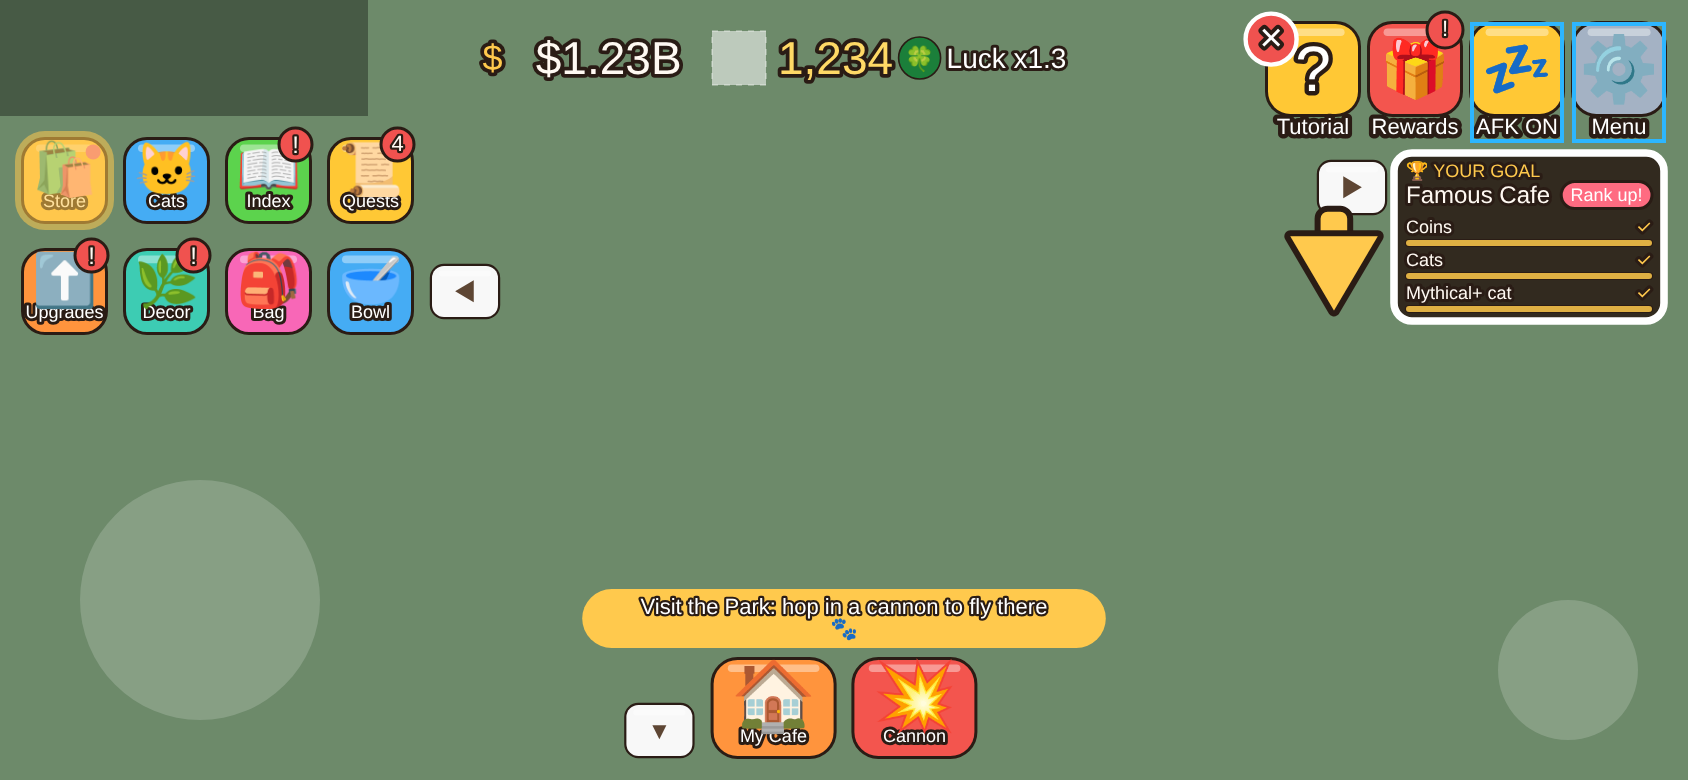 $ $1.23B 1,234 Luck x1.3
? ! zzz
Tutorial Rewards AFK ON Menu
Store Cats Index ! Quests 4
Upgrades ! Decor ! Bag Bowl
YOUR GOAL
Famous Cafe Rank up!
Coins
Cats
Mythical+ cat
Visit the Park: hop in a cannon to fly there
My Cafe Cannon